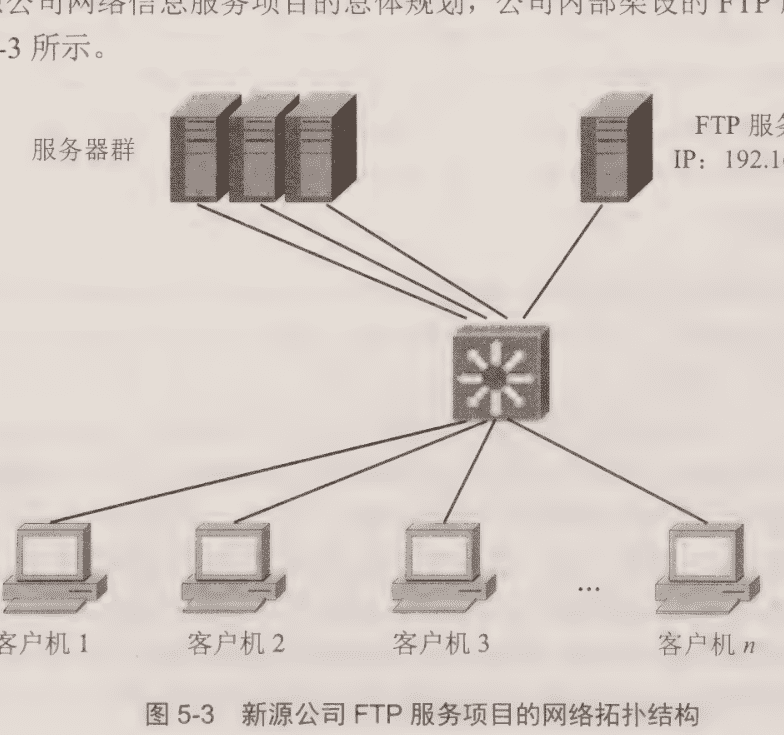 公司网络信息服务项目的总体规划，公司内部架设的 FTP
-3 所示。
服务器群
FTP 服务
IP：192.1
客户机 1
客户机 2
客户机 3
...
客户机 n
图 5-3 新源公司 FTP 服务项目的网络拓扑结构